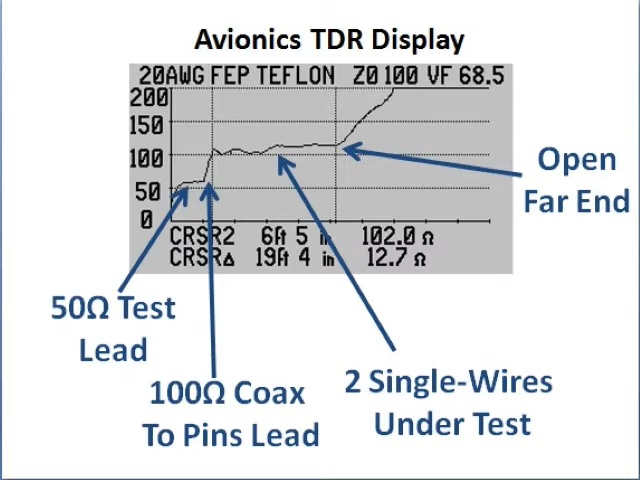 Avionics TDR Display
20AWG FEP TEFLON Z0 100 VF 68.5
200
150
100
50
0
CRSR2 6ft 5 in 102.0 Ω
CRSR∆ 19ft 4 in 12.7 Ω
Open
Far End
50Ω Test
Lead
100Ω Coax
To Pins Lead
2 Single-Wires
Under Test